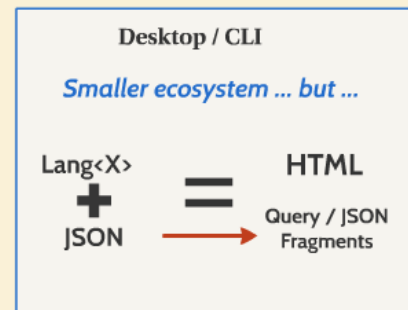 Desktop / CLI
Smaller ecosystem ... but ...
Lang<X>
+
JSON
=
HTML
Query / JSON
Fragments